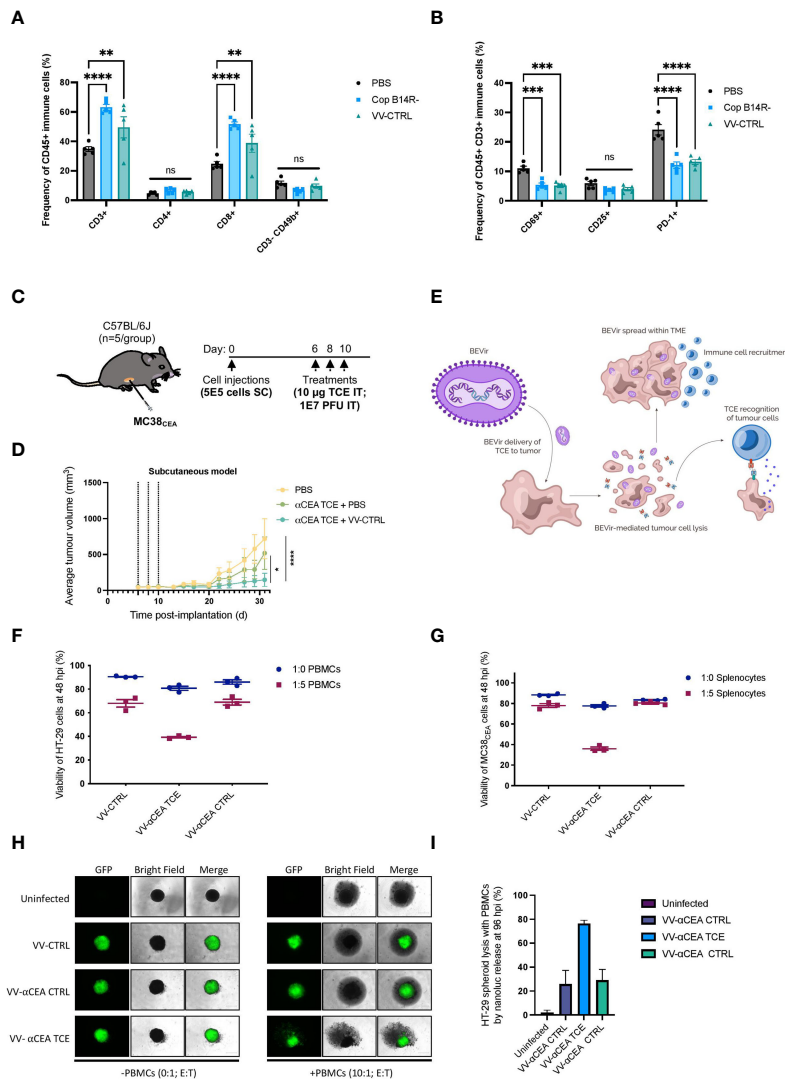 A
Frequency of CD45+ immune cells (%)
80
60
40
20
0
**
****
ns
**
****
ns
CD3+
CD4+
CD8+
CD3- CD49b+
PBS
Cop B14R-
VV-CTRL
B
Frequency of CD45+ CD3+ immune cells (%)
50
40
30
20
10
0
***
***
ns
****
****
CD69+
CD25+
PD-1+
PBS
Cop B14R-
VV-CTRL
C
C57BL/6J
(n=5/group)
MC38CEA
Day: 0
6 8 10
Cell injections
(5E5 cells SC)
Treatments
(10 µg TCE IT;
1E7 PFU IT)
D
Subcutaneous model
Average tumour volume (mm³)
1500
1000
500
0
0 10 20 30
Time post-implantation (d)
PBS
αCEA TCE + PBS
αCEA TCE + VV-CTRL
*
****
E
BEVir
BEVir delivery of
TCE to tumor
BEVir spread within TME
Immune cell recruitmer
TCE recognition
of tumour cells
BEVir-mediated tumour cell lysis
F
Viability of HT-29 cells at 48 hpi (%)
100
80
60
40
20
0
VV-CTRL
VV-αCEA TCE
VV-αCEA CTRL
1:0 PBMCs
1:5 PBMCs
G
Viability of MC38CEA cells at 48 hpi (%)
100
80
60
40
20
0
VV-CTRL
VV-αCEA TCE
VV-αCEA CTRL
1:0 Splenocytes
1:5 Splenocytes
H
GFP Bright Field Merge
GFP Bright Field Merge
Uninfected
VV-CTRL
VV-αCEA CTRL
VV- αCEA TCE
-PBMCs (0:1; E:T)
+PBMCs (10:1; E:T)
I
HT-29 spheroid lysis with PBMCs
by nanoluc release at 96 hpi (%)
100
80
60
40
20
0
Uninfected
VV-αCEA CTRL
VV-αCEA TCE
VV-αCEA CTRL
Uninfected
VV-αCEA CTRL
VV-αCEA TCE
VV-αCEA CTRL